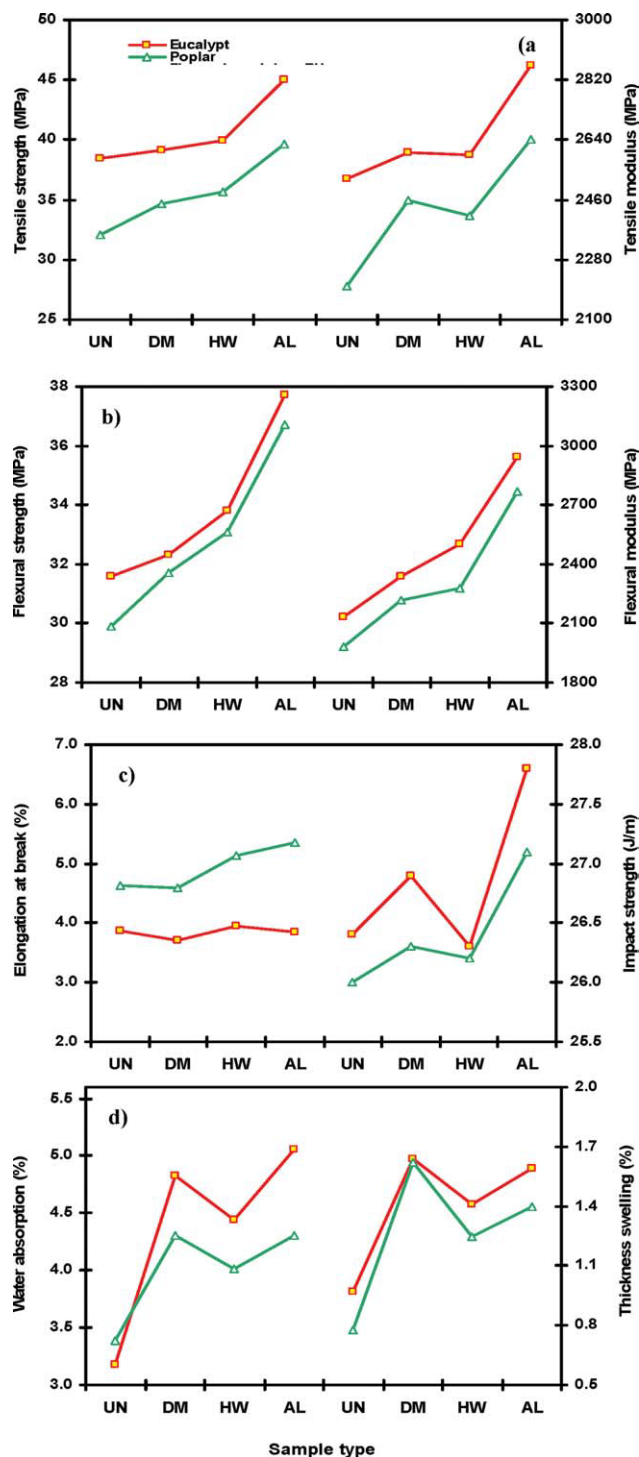 50
45
40
35
30
25
Tensile strength (MPa)
Eucalypt
Poplar
(a
3000
2820
2640
2460
2280
2100
Tensile modulus (MPa)
UN DM HW AL UN DM HW AL
38
36
34
32
30
28
Flexural strength (MPa)
b)
3300
3000
2700
2400
2100
1800
Flexural modulus (MPa)
UN DM HW AL UN DM HW AL
7.0
6.0
5.0
4.0
3.0
2.0
Elongation at break (%)
c)
28.0
27.5
27.0
26.5
26.0
25.5
Impact strength (J/m)
UN DM HW AL UN DM HW AL
5.5
5.0
4.5
4.0
3.5
3.0
Water absorption (%)
d)
2.0
1.7
1.4
1.1
0.8
0.5
Thickness swelling (%)
UN DM HW AL UN DM HW AL
Sample type